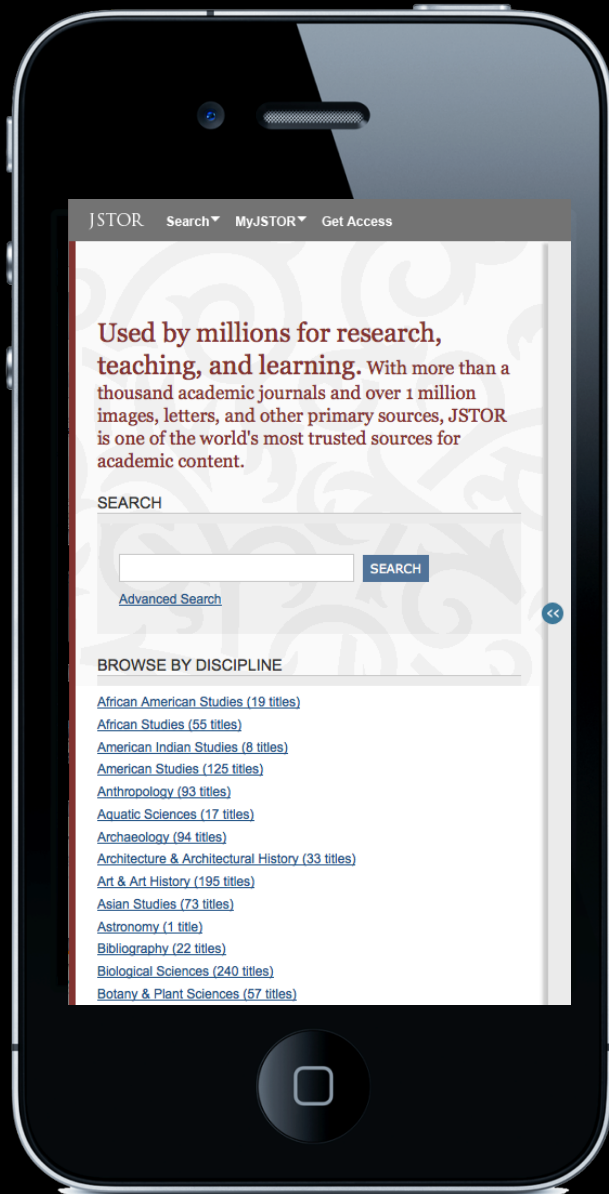 JSTOR Search MyJSTOR Get Access
Used by millions for research,
teaching, and learning. With more than a
thousand academic journals and over 1 million
images, letters, and other primary sources, JSTOR
is one of the world's most trusted sources for
academic content.
SEARCH
SEARCH
Advanced Search
BROWSE BY DISCIPLINE
African American Studies (19 titles)
African Studies (55 titles)
American Indian Studies (8 titles)
American Studies (125 titles)
Anthropology (93 titles)
Aquatic Sciences (17 titles)
Archaeology (94 titles)
Architecture & Architectural History (33 titles)
Art & Art History (195 titles)
Asian Studies (73 titles)
Astronomy (1 title)
Bibliography (22 titles)
Biological Sciences (240 titles)
Botany & Plant Sciences (57 titles)